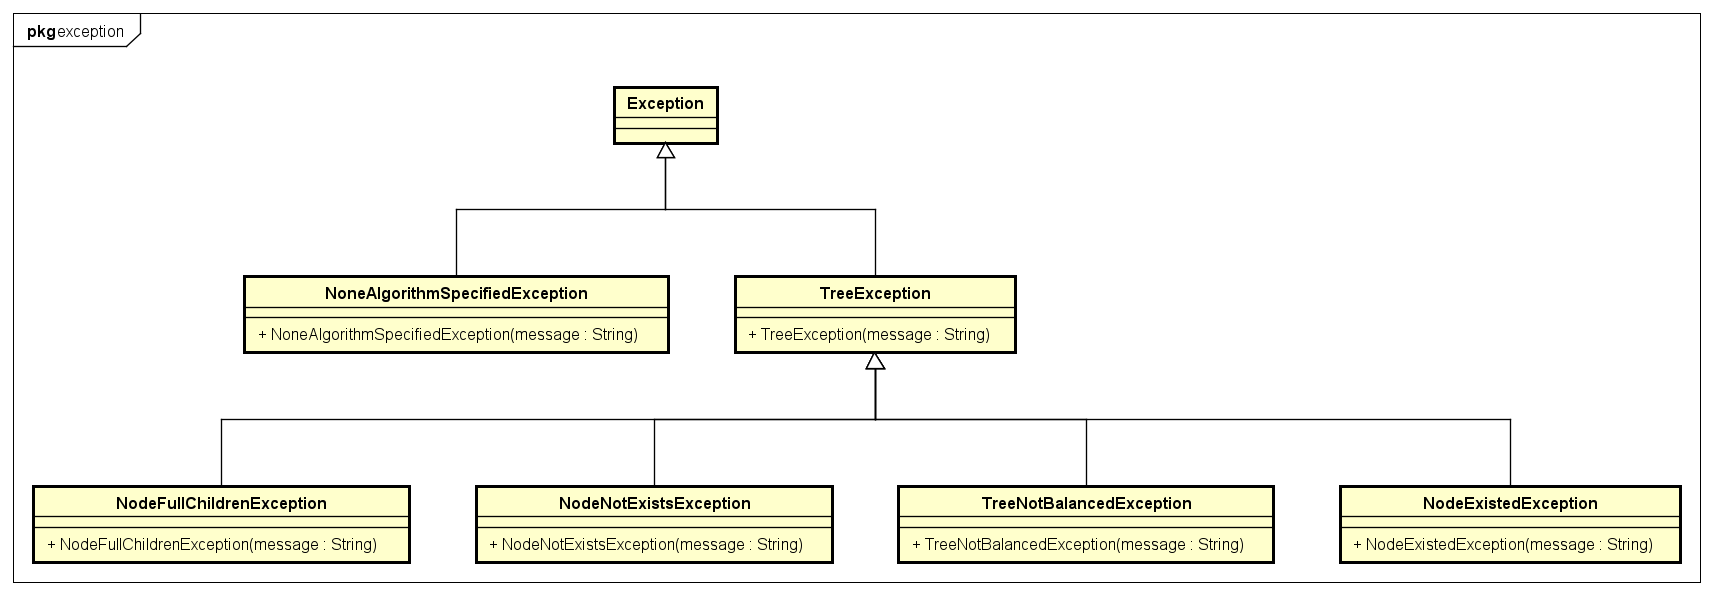 pkg exception
Exception
NoneAlgorithmSpecifiedException
+ NoneAlgorithmSpecifiedException(message : String)
TreeException
+ TreeException(message : String)
NodeFullChildrenException
+ NodeFullChildrenException(message : String)
NodeNotExistsException
+ NodeNotExistsException(message : String)
TreeNotBalancedException
+ TreeNotBalancedException(message : String)
NodeExistedException
+ NodeExistedException(message : String)